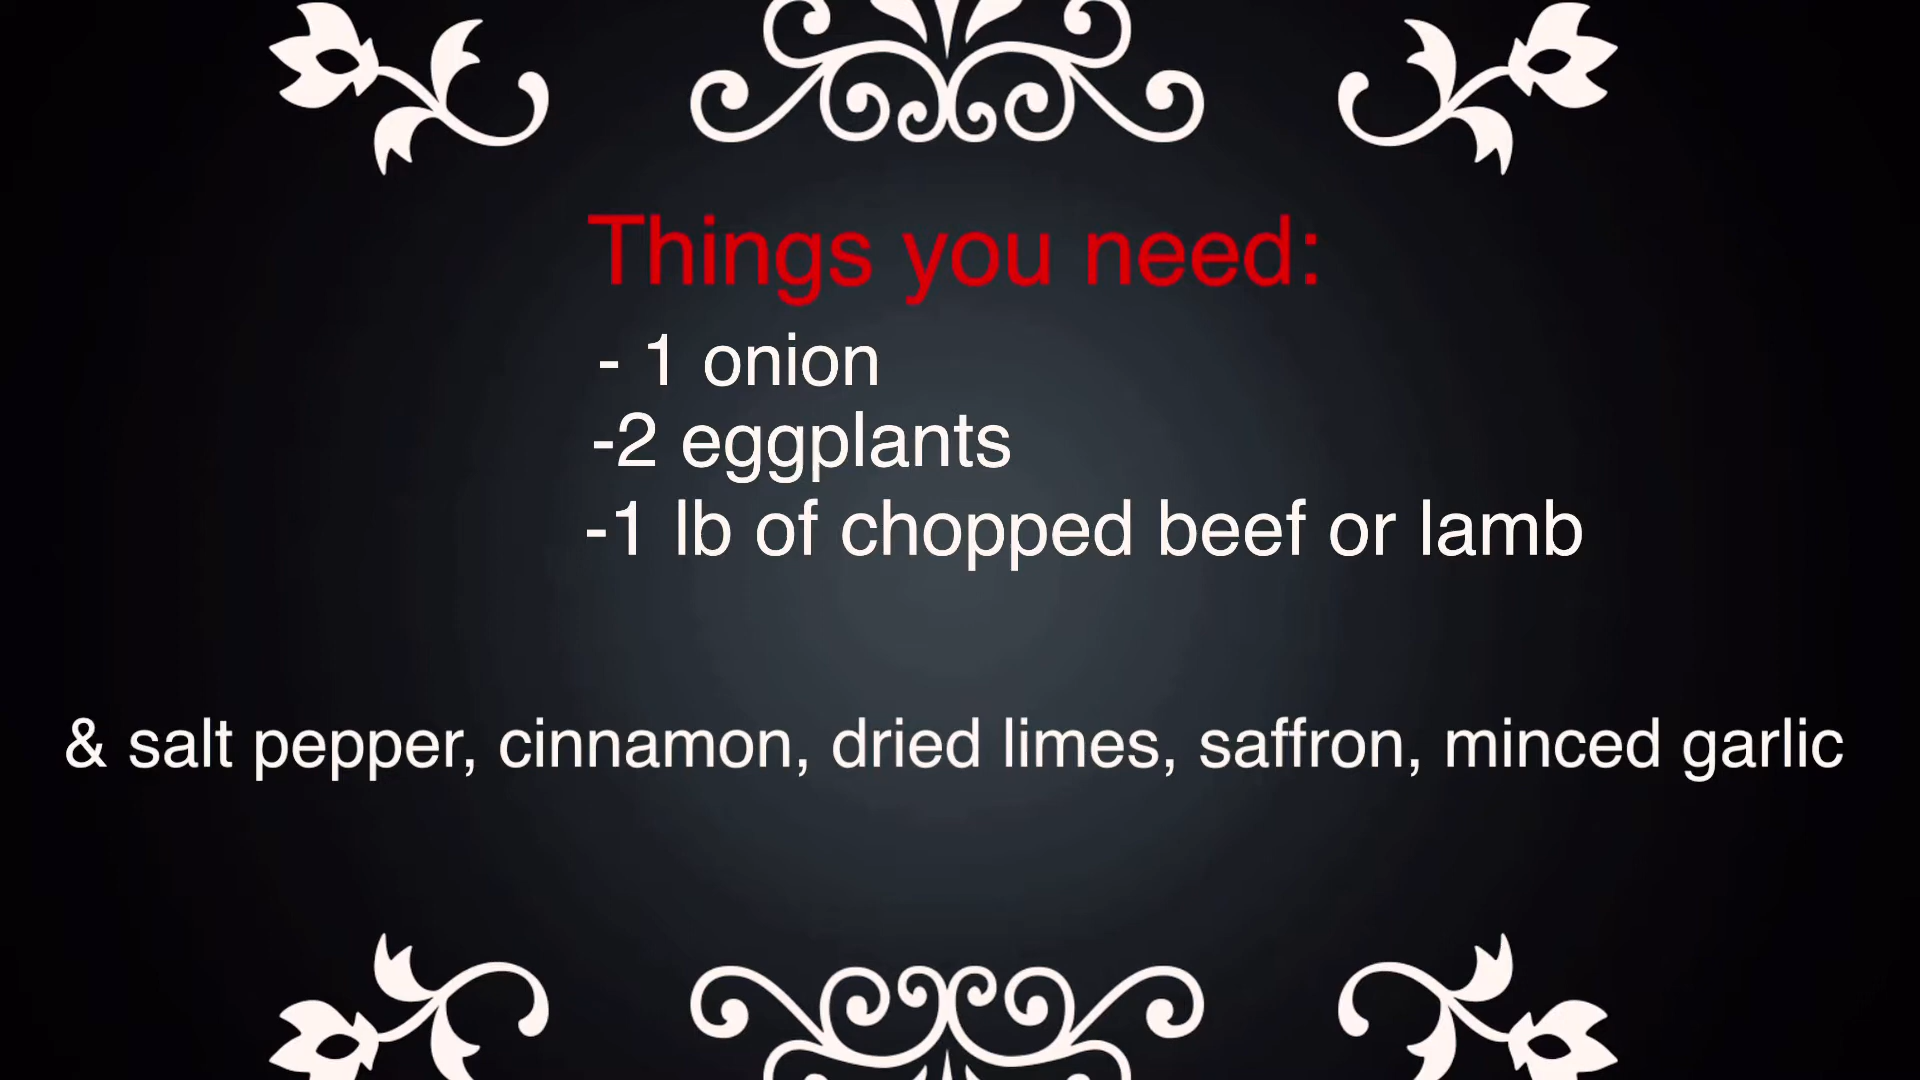 Things you need:
- 1 onion
-2 eggplants
-1 lb of chopped beef or lamb
& salt pepper, cinnamon, dried limes, saffron, minced garlic